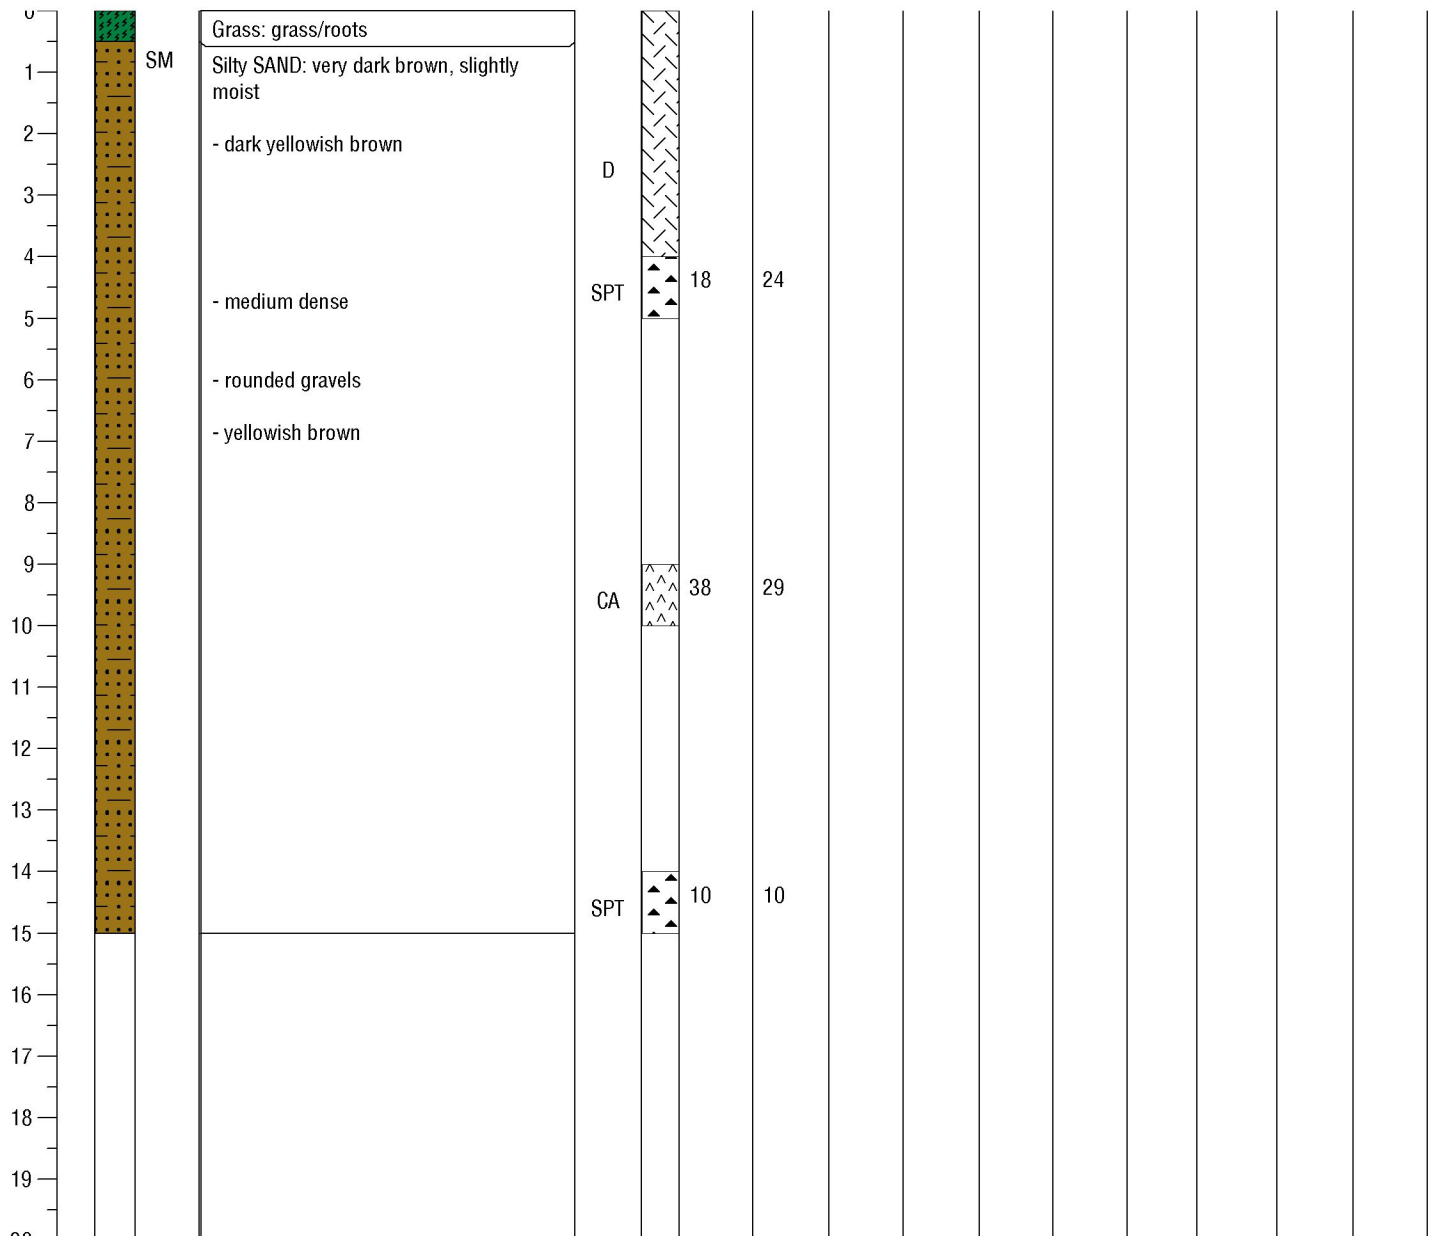 0
Grass: grass/roots
SM
Silty SAND: very dark brown, slightly
moist
1
2
- dark yellowish brown
D
3
4
SPT
18
24
- medium dense
5
6
- rounded gravels
7
- yellowish brown
8
9
CA
38
29
10
11
12
13
14
SPT
10
10
15
16
17
18
19